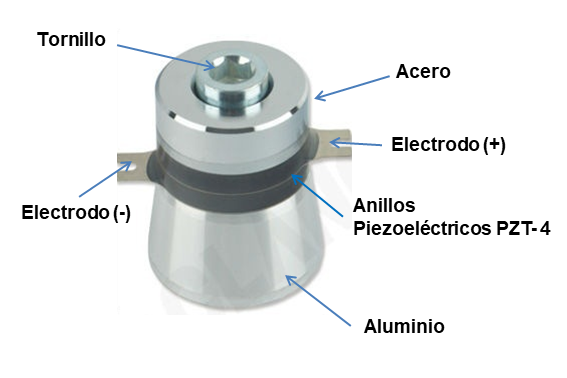 Tornillo
Acero
Electrodo (+)
Electrodo (-)
Anillos
Piezoeléctricos PZT- 4
Aluminio